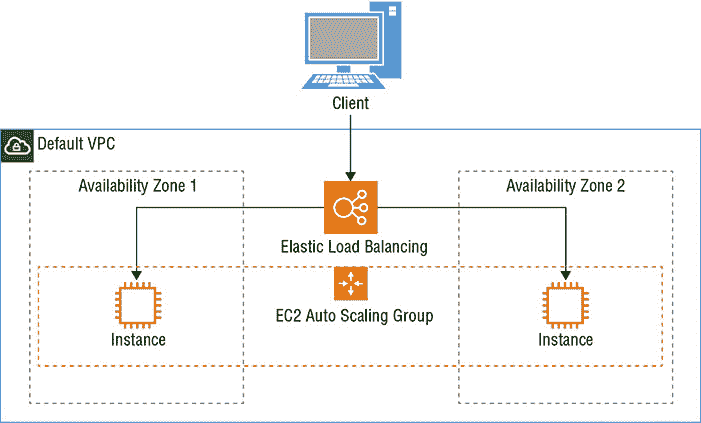 Client
Default VPC
Availability Zone 1
Availability Zone 2
Elastic Load Balancing
EC2 Auto Scaling Group
Instance
Instance